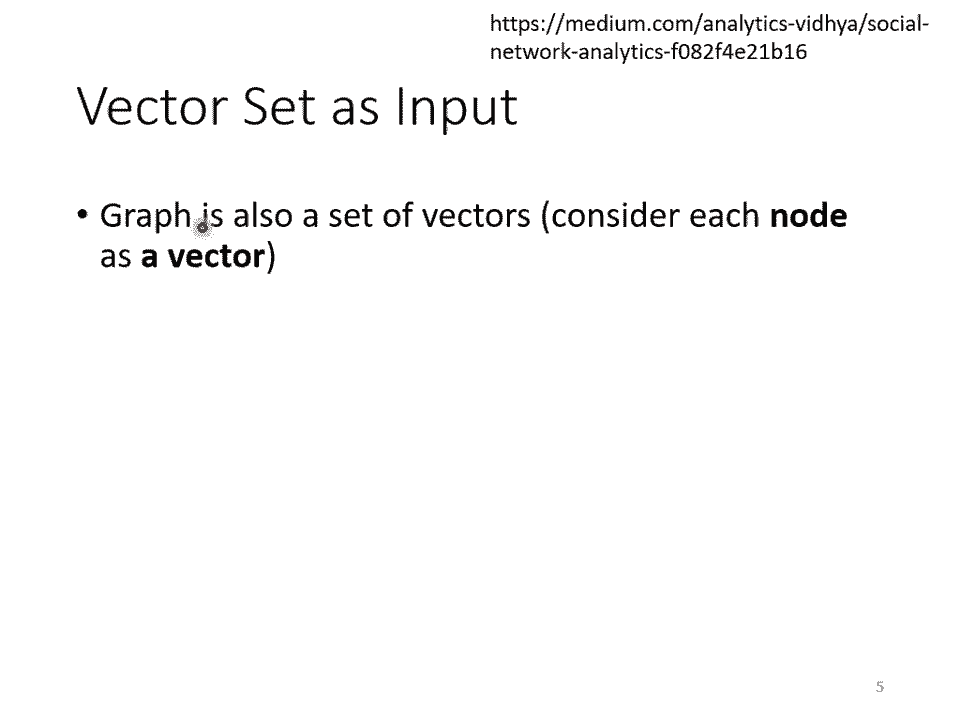 https://medium.com/analytics-vidhya/social-
network-analytics-f082f4e21b16
Vector Set as Input
• Graph is also a set of vectors (consider each node
as a vector)
5